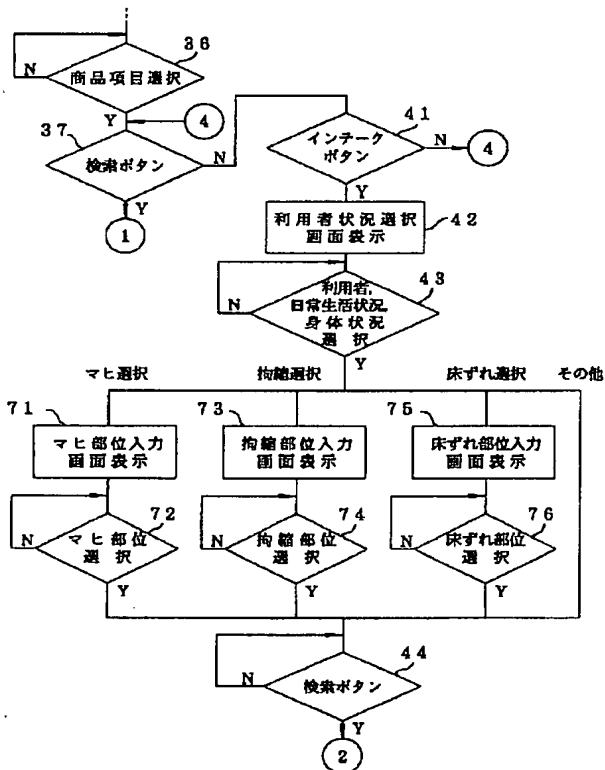 36
N
商品項目選択
Y
4
37
検索ボタン
N
Y
1
41
インテーク
ボタン
N
4
Y
利用者状況選択
画面表示
42
43
利用者,
日常生活状況,
身体状況
選択
N
Y
マヒ選択
拘縮選択
床ずれ選択
その他
71
マヒ部位入力
画面表示
73
拘縮部位入力
画面表示
75
床ずれ部位入力
画面表示
72
N
マヒ部位
選択
Y
74
N
拘縮部位
選択
Y
76
N
床ずれ部位
選択
Y
44
N
検索ボタン
Y
2